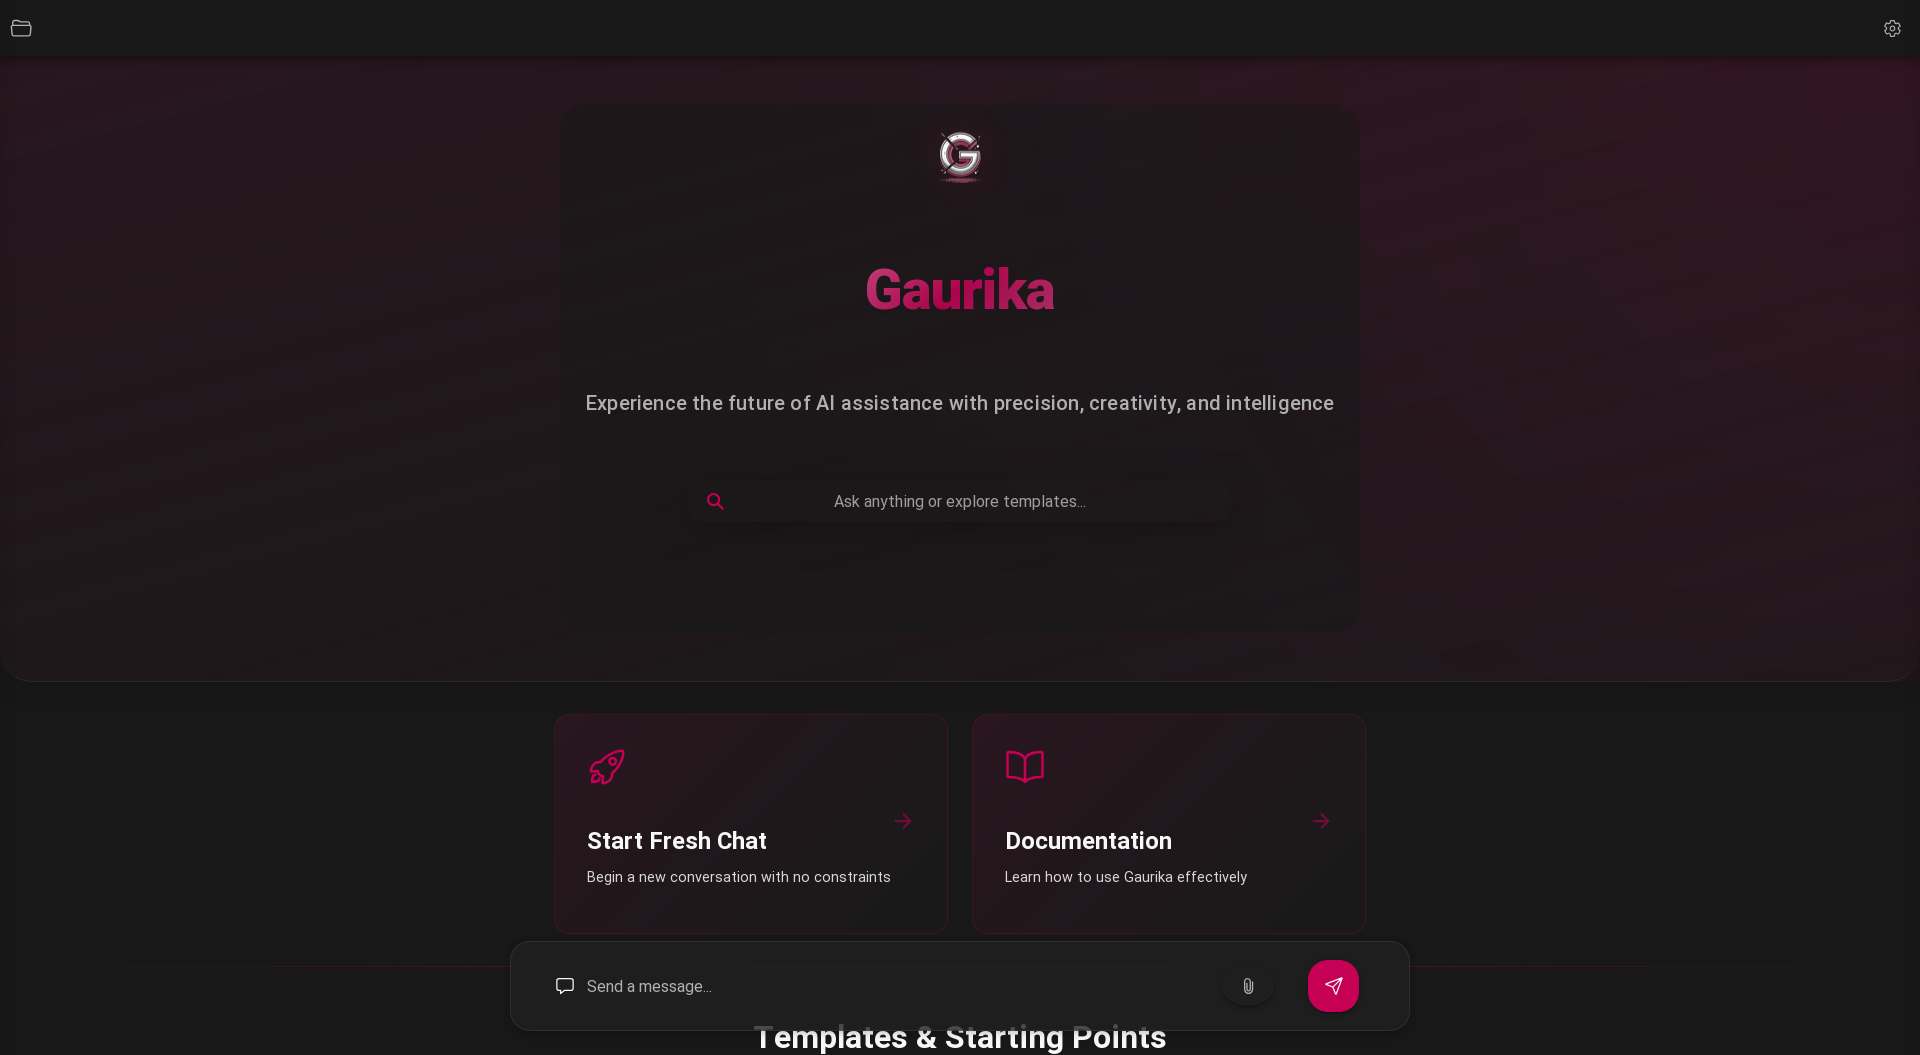 G
Gaurika
Experience the future of AI assistance with precision, creativity, and intelligence
Ask anything or explore templates...
Start Fresh Chat
Begin a new conversation with no constraints
Documentation
Learn how to use Gaurika effectively
Send a message...
Templates & Starting Points